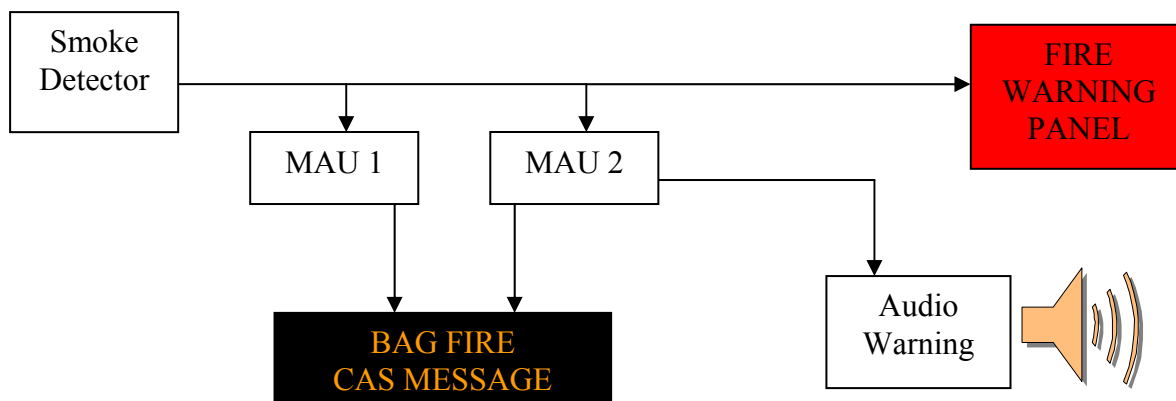 Smoke
Detector
FIRE
WARNING
PANEL
MAU 1
MAU 2
Audio
Warning
BAG FIRE
CAS MESSAGE